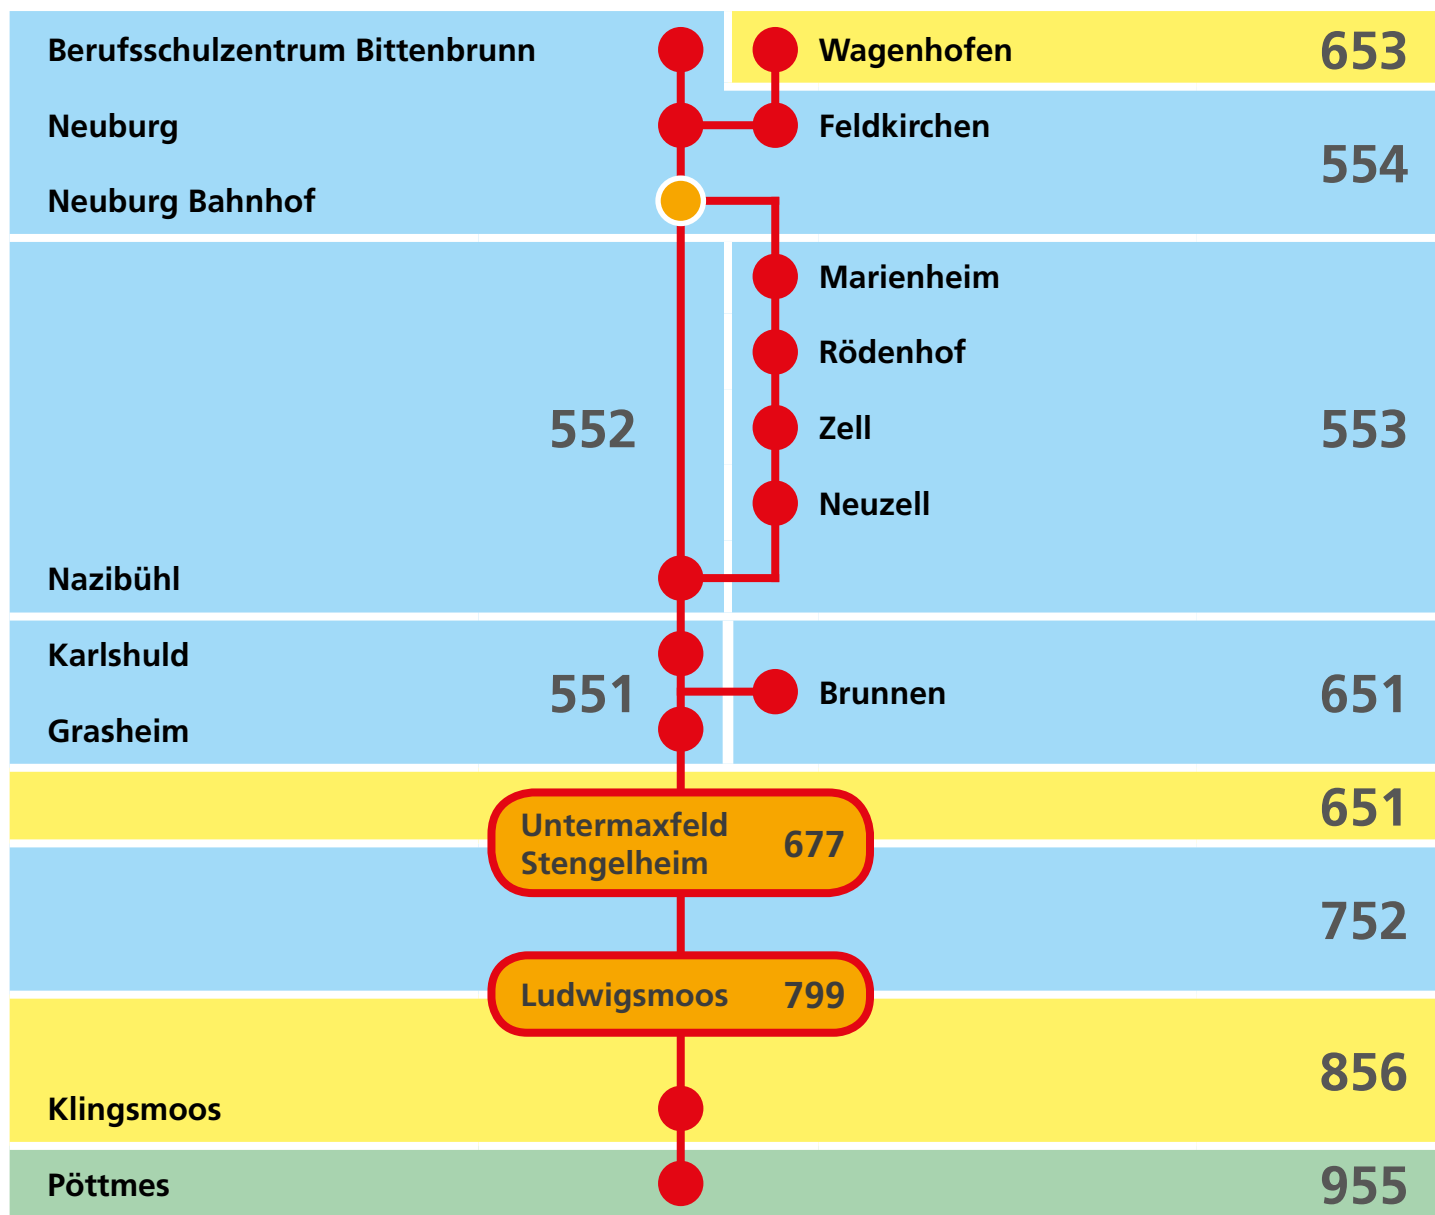 Berufsschulzentrum Bittenbrunn
Wagenhofen
653
Neuburg
Feldkirchen
554
Neuburg Bahnhof
Marienheim
Rödenhof
552
Zell
553
Neuzell
Nazibühl
Karlshuld
551
Brunnen
651
Grasheim
651
Untermaxfeld
Stengelheim
677
752
Ludwigsmoos
799
856
Klingsmoos
Pöttmes
955